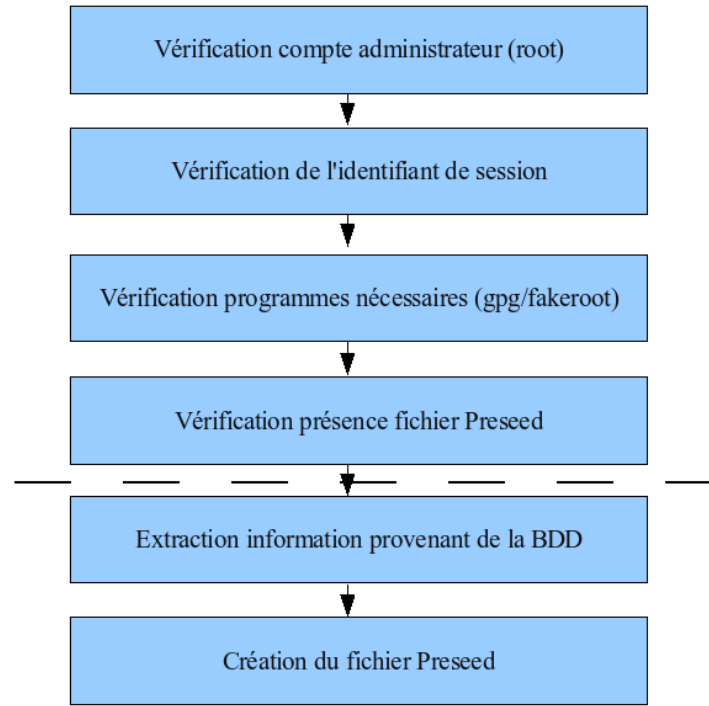 Vérification compte administrateur (root)
Vérification de l'identifiant de session
Vérification programmes nécessaires (gpg/fakeroot)
Vérification présence fichier Preseed
Extraction information provenant de la BDD
Création du fichier Preseed